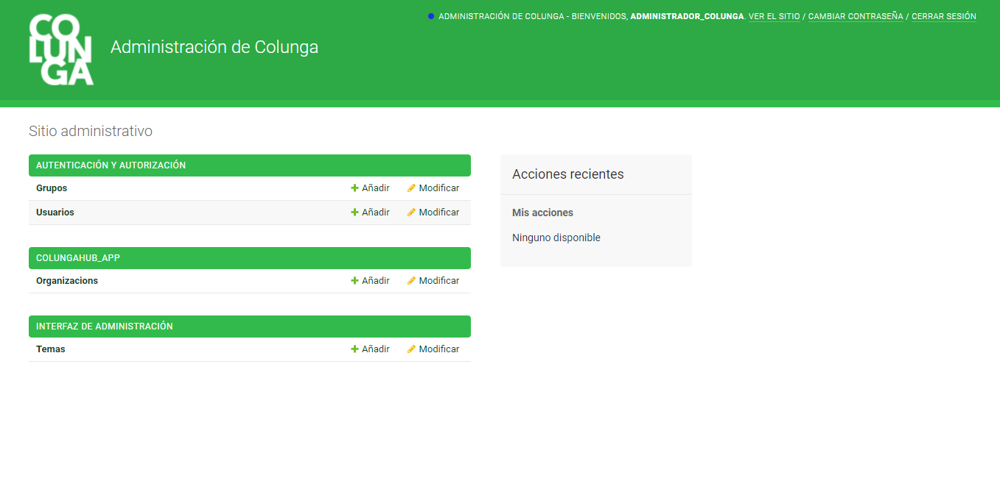 CO
LUN
GA
ADMINISTRACIÓN DE COLUNGA - BIENVENIDOS, ADMINISTRADOR_COLUNGA. VER EL SITIO / CAMBIAR CONTRASEÑA / CERRAR SESIÓN
Administración de Colunga
Sitio administrativo
AUTENTICACIÓN Y AUTORIZACIÓN
Grupos Añadir Modificar
Usuarios Añadir Modificar
COLUNGAHUB_APP
Organizacions Añadir Modificar
INTERFAZ DE ADMINISTRACIÓN
Temas Añadir Modificar
Acciones recientes
Mis acciones
Ninguno disponible